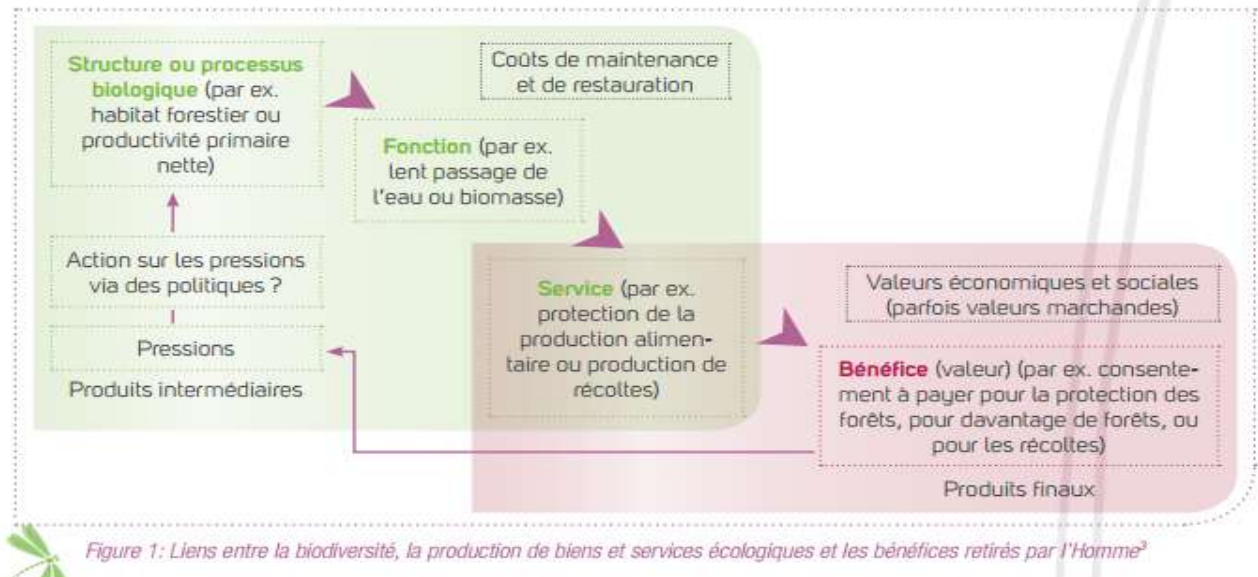 Structure ou processus
biologique (par ex.
habitat forestier ou
productivité primaire
nette)
Coûts de maintenance
et de restauration
Fonction (par ex.
lent passage de
l'eau ou biomasse)
Action sur les pressions
via des politiques ?
Pressions
Produits intermédiaires
Service (par ex.
protection de la
production alimen-
taire ou production de
récoltes)
Valeurs économiques et sociales
(parfois valeurs marchandes)
Bénéfice (valeur) (par ex. consente-
ment à payer pour la protection des
forêts, pour davantage de forêts, ou
pour les récoltes)
Produits finaux
Figure 1: Liens entre la biodiversité, la production de biens et services écologiques et les bénéfices retirés par l'Homme³